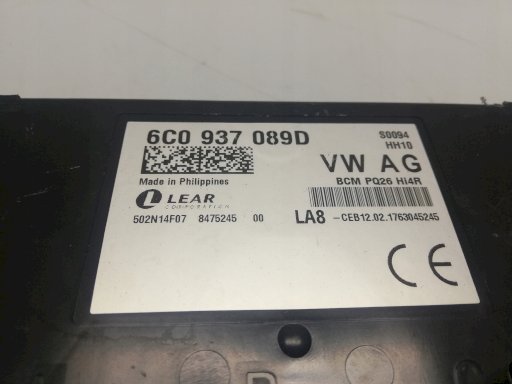 6C0 937 089D
S0094
HH10
VW AG
BCM PQ26 HI4R
Made in Philippines
LEAR
CORPORATION
502N14F07 8475245 00
LA8 -CEB12.02.1763045245
CE